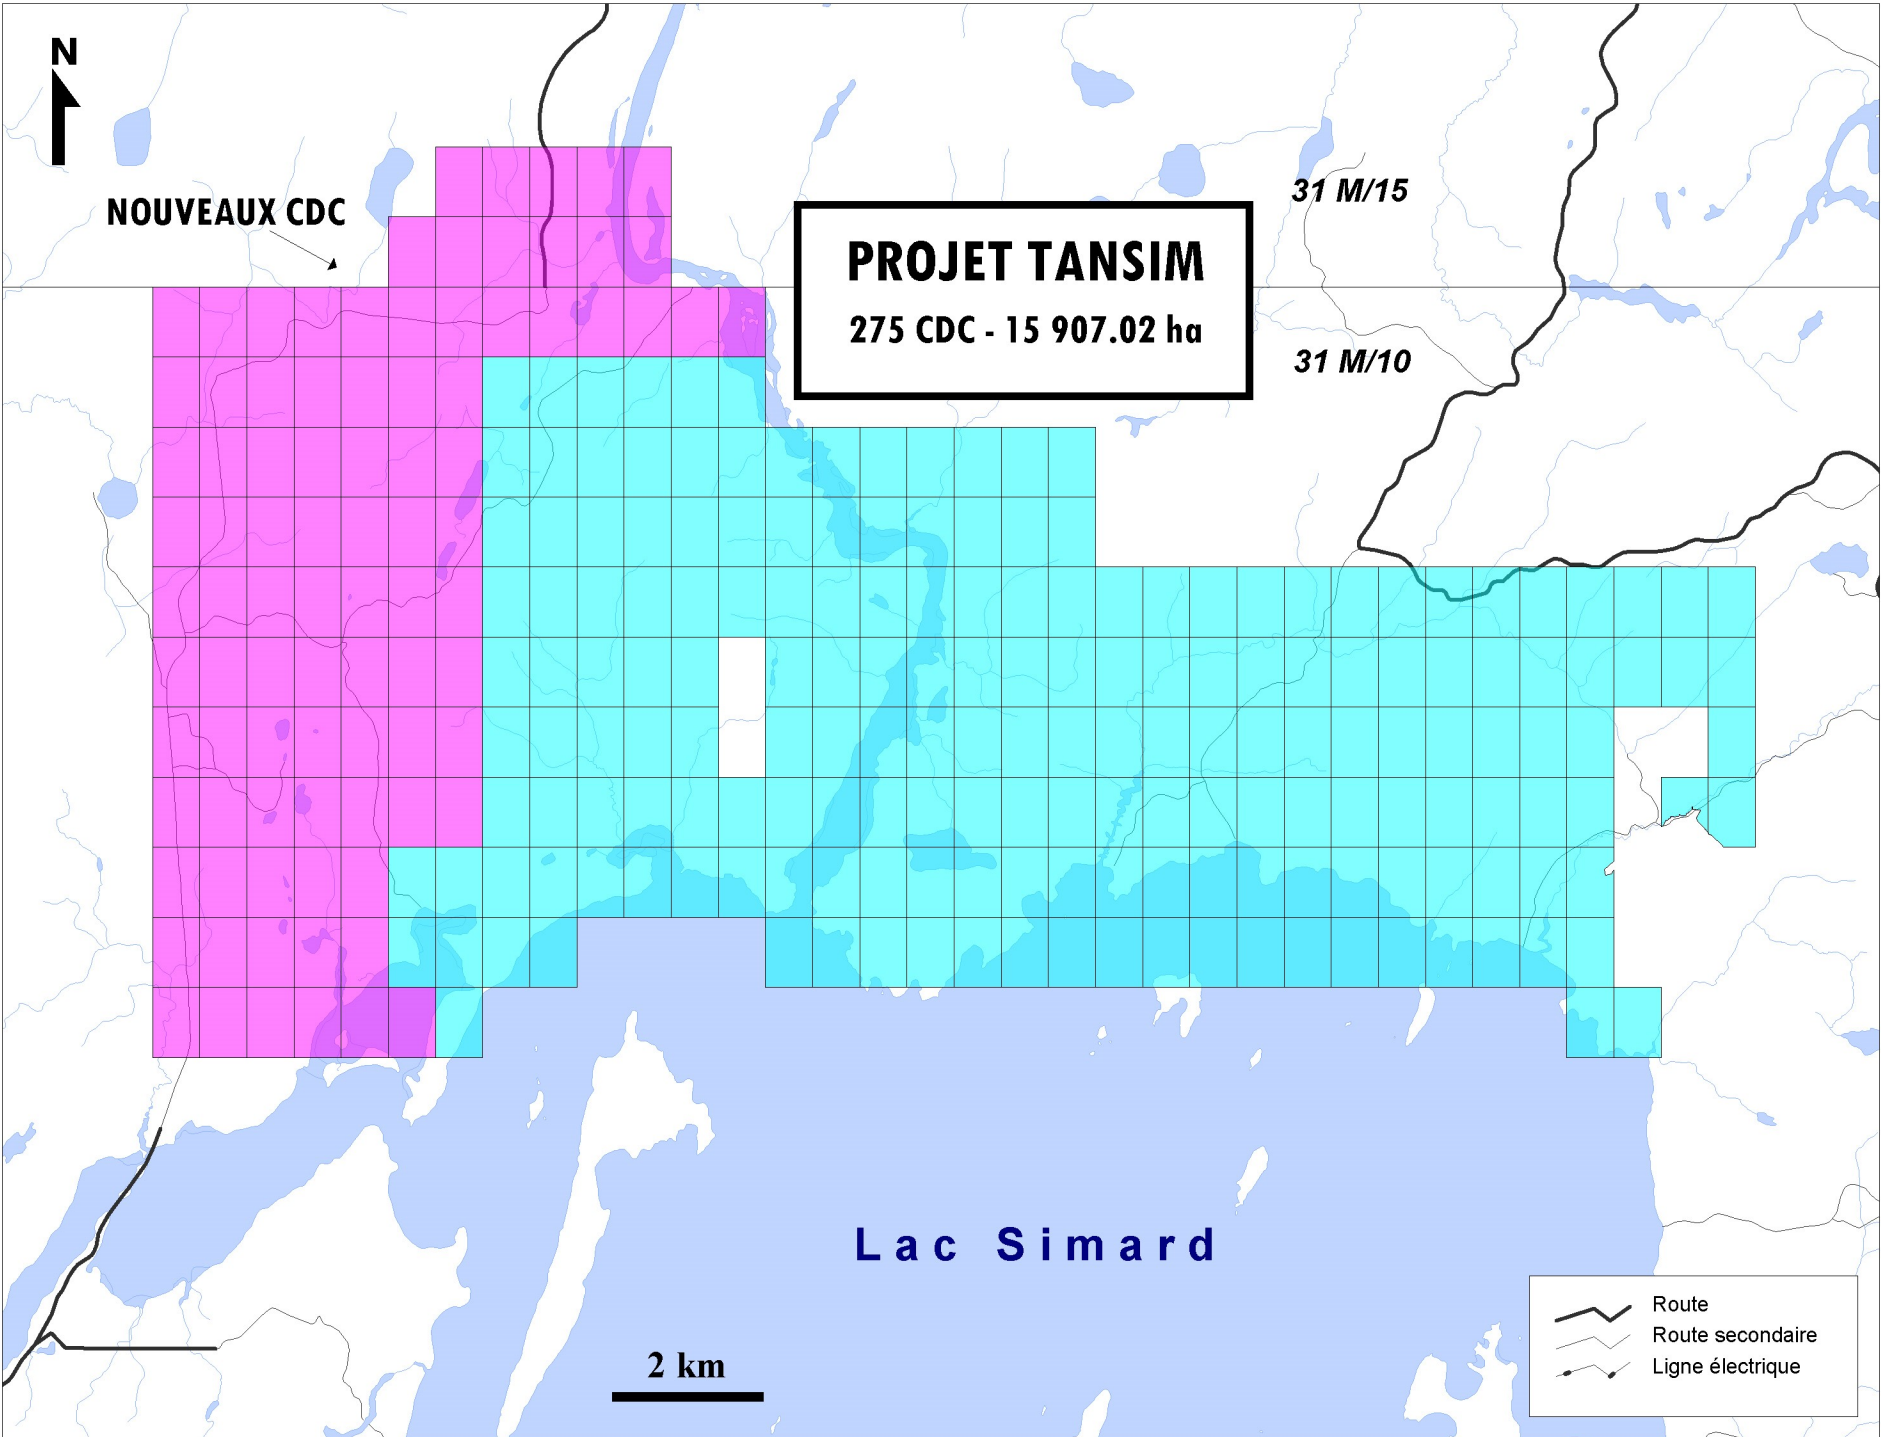 N
NOUVEAUX CDC
PROJET TANSIM
275 CDC - 15 907.02 ha
31 M/15
31 M/10
Lac Simard
2 km
Route
Route secondaire
Ligne électrique